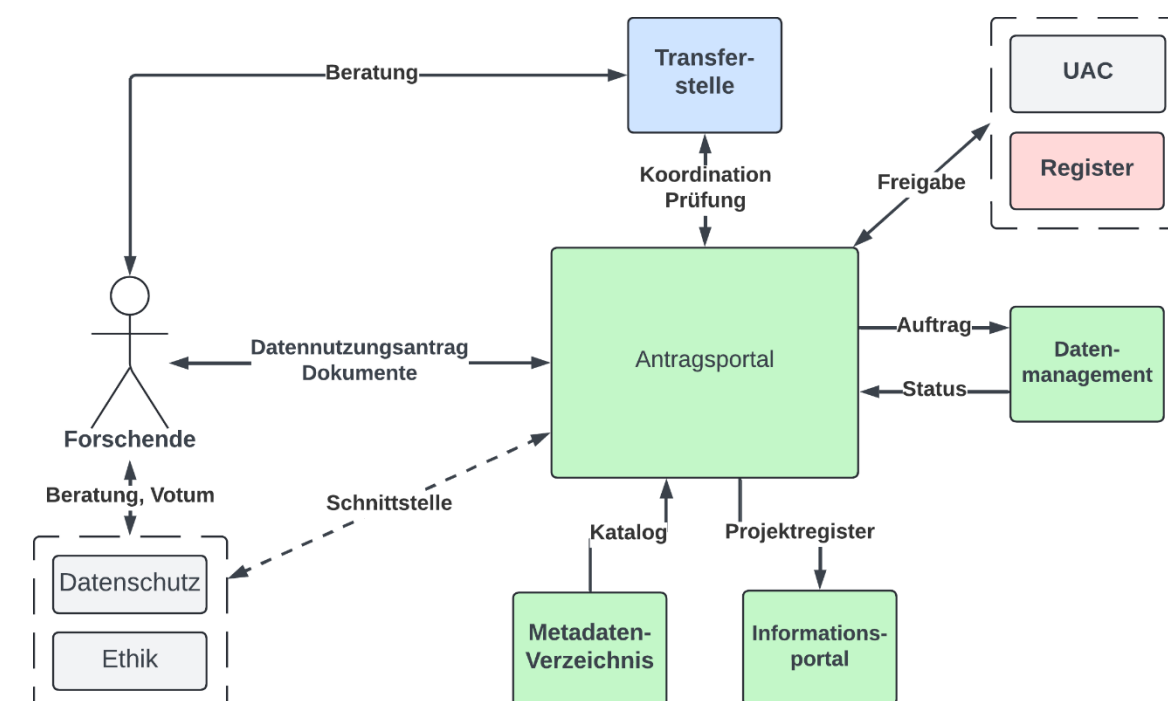 Transfer-
stelle
UAC
Beratung
Koordination
Prüfung
Freigabe
Register
Datennutzungsantrag
Dokumente
Antragsportal
Auftrag
Status
Daten-
management
Forschende
Beratung, Votum
Schnittstelle
Katalog
Projektregister
Datenschutz
Ethik
Metadaten-
Verzeichnis
Informations-
portal